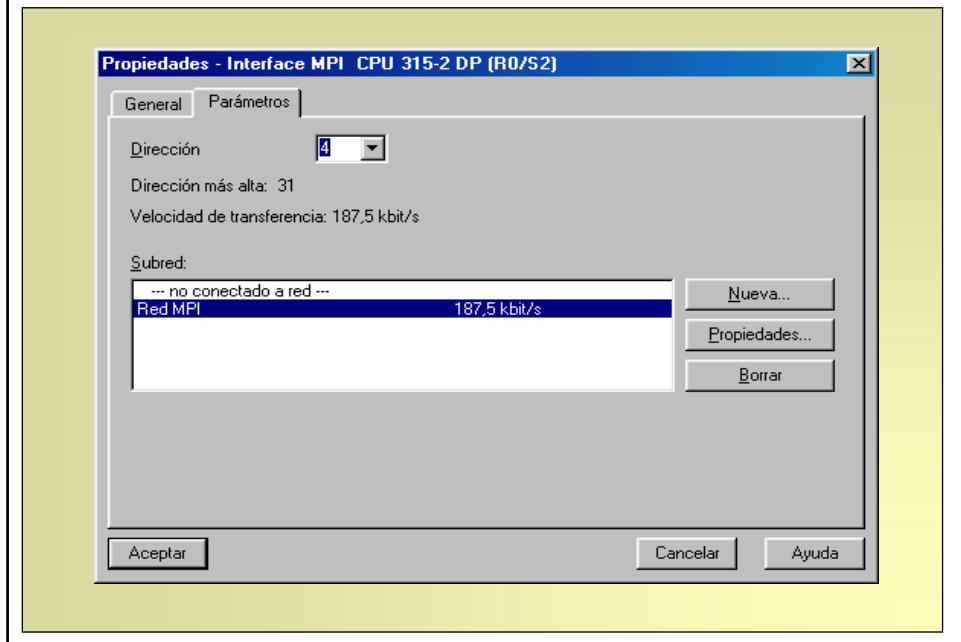 Propiedades - Interface MPI CPU 315-2 DP (R0/S2)
General Parámetros
Dirección 4
Dirección más alta: 31
Velocidad de transferencia: 187,5 kbit/s
Subred:
--- no conectado a red ---
Red MPI 187,5 kbit/s
Nueva...
Propiedades...
Borrar
Aceptar Cancelar Ayuda